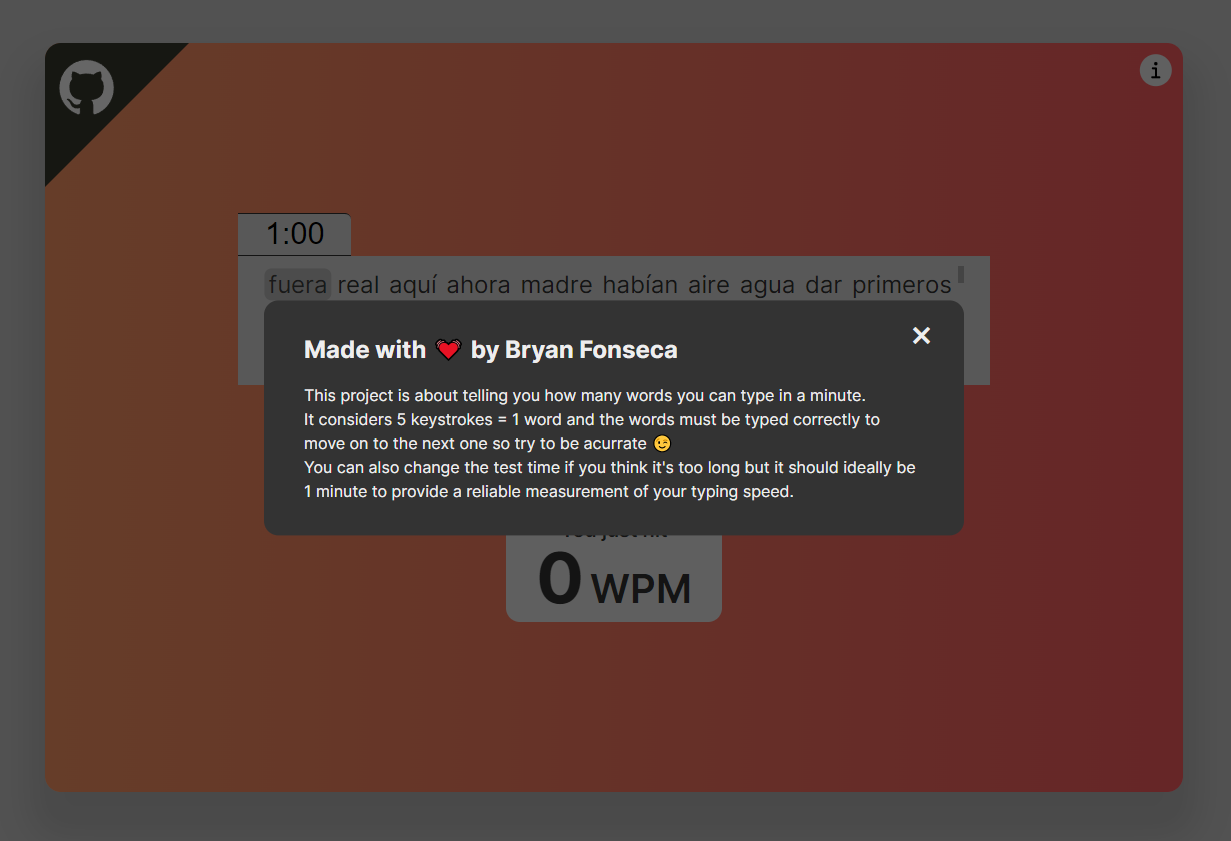 i
1:00
fuera real aquí ahora madre habían aire agua dar primeros
Made with 💓 by Bryan Fonseca
This project is about telling you how many words you can type in a minute.
It considers 5 keystrokes = 1 word and the words must be typed correctly to
move on to the next one so try to be acurrate 😉
You can also change the test time if you think it's too long but it should ideally be
1 minute to provide a reliable measurement of your typing speed.
You just hit
0 WPM